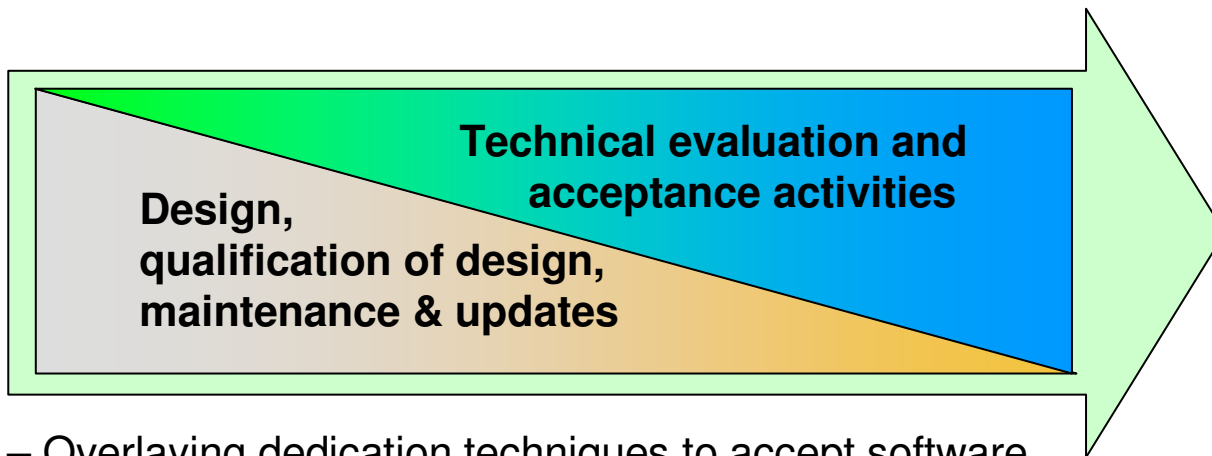 Technical evaluation and
acceptance activities
Design,
qualification of design,
maintenance & updates
– Overlaying dedication techniques to accept software